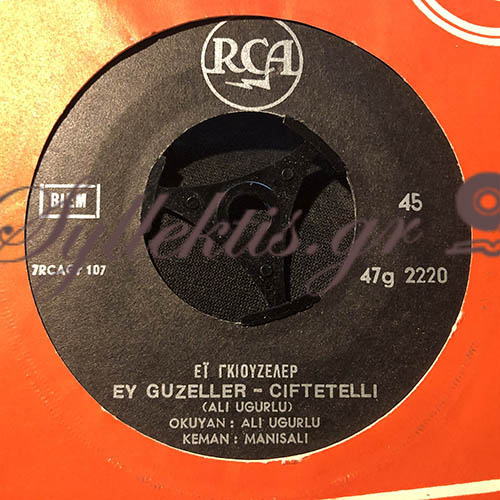 RCA
BIEM
45
7RCAGT 107
47g 2220
Syllektis.gr
ΕΪ ΓΚΙΟΥΖΕΛΕΡ
EY GUZELLER - CIFTETELLI
(ALI UGURLU)
OKUYAN : ALI UGURLU
KEMAN : MANISALI